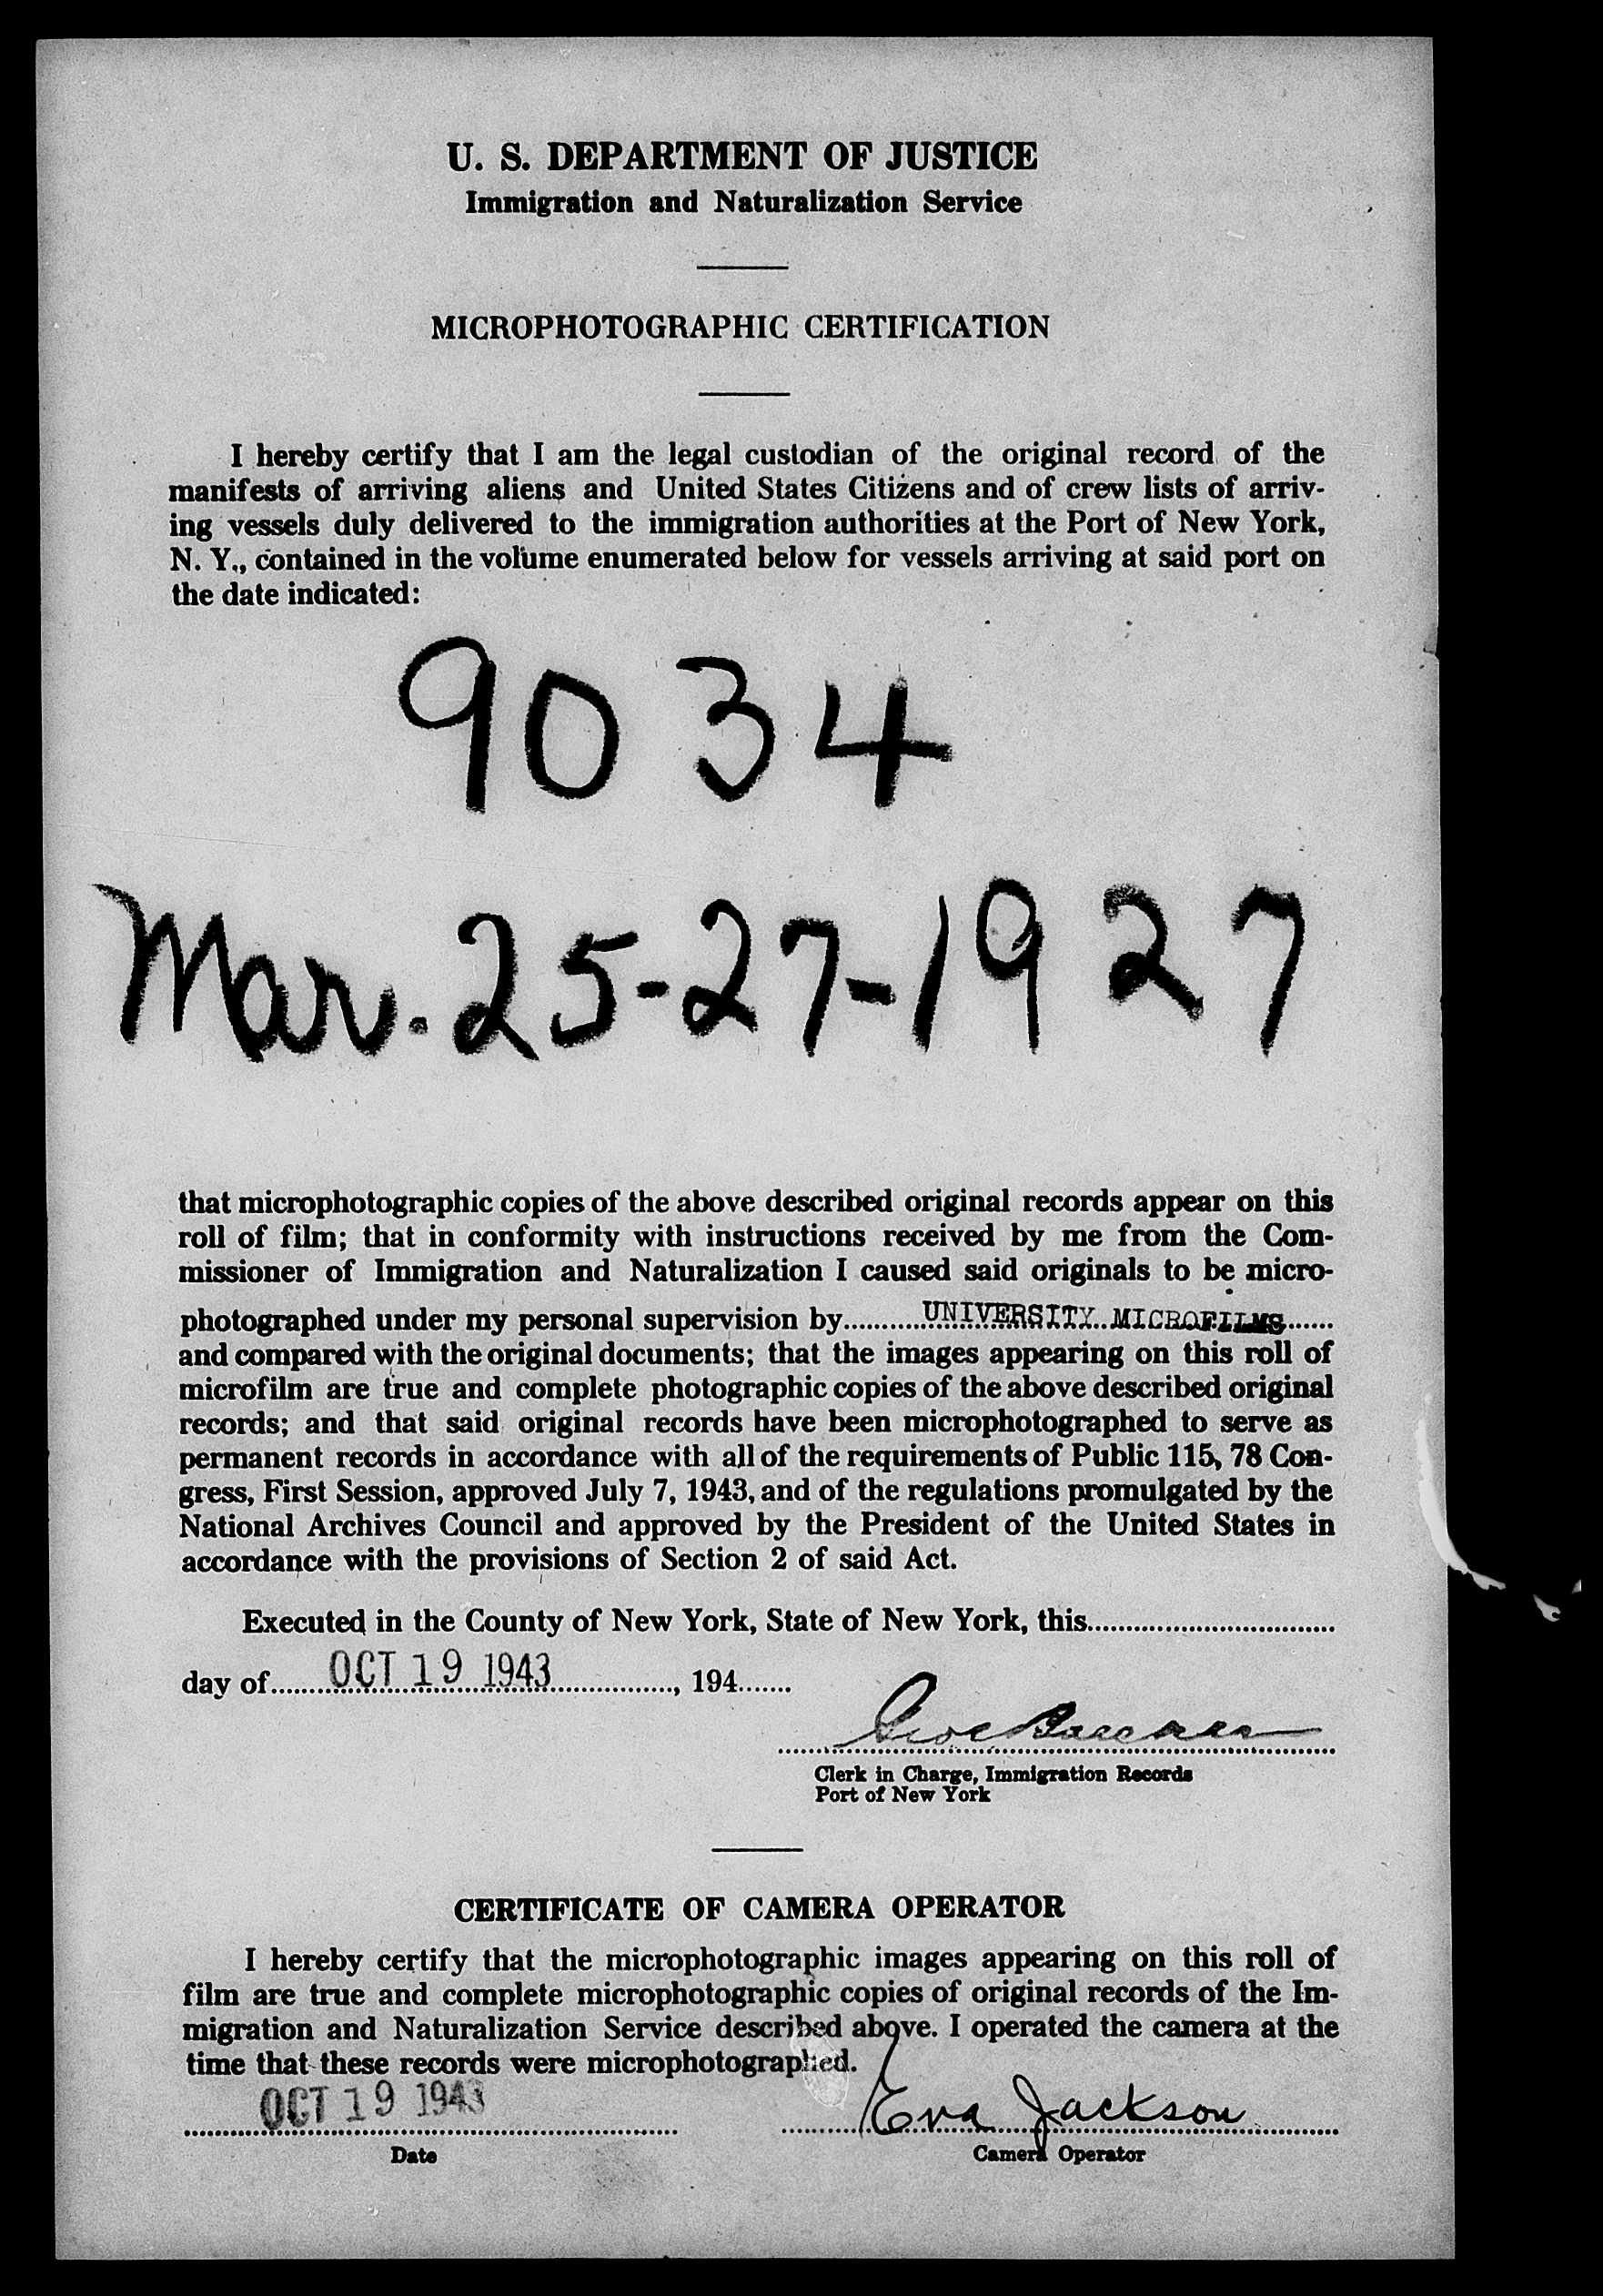 U. S. DEPARTMENT OF JUSTICE
Immigration and Naturalization Service
MICROPHOTOGRAPHIC CERTIFICATION
I hereby certify that I am the legal custodian of the original record of the
manifests of arriving aliens and United States Citizens and of crew lists of arriv-
ing vessels duly delivered to the immigration authorities at the Port of New York,
N. Y., contained in the volume enumerated below for vessels arriving at said port on
the date indicated:
9034
Mar. 25-27-1927
that microphotographic copies of the above described original records appear on this
roll of film; that in conformity with instructions received by me from the Com-
missioner of Immigration and Naturalization I caused said originals to be micro-
photographed under my personal supervision by UNIVERSITY MICROFILMS
and compared with the original documents; that the images appearing on this roll of
microfilm are true and complete photographic copies of the above described original
records; and that said original records have been microphotographed to serve as
permanent records in accordance with all of the requirements of Public 115, 78 Con-
gress, First Session, approved July 7, 1943, and of the regulations promulgated by the
National Archives Council and approved by the President of the United States in
accordance with the provisions of Section 2 of said Act.
Executed in the County of New York, State of New York, this
day of OCT 19 1943, 194
Clerk in Charge, Immigration Records
Port of New York
CERTIFICATE OF CAMERA OPERATOR
I hereby certify that the microphotographic images appearing on this roll of
film are true and complete microphotographic copies of original records of the Im-
migration and Naturalization Service described above. I operated the camera at the
time that these records were microphotographed.
OCT 19 1943 Eva Jackson
Date Camera Operator